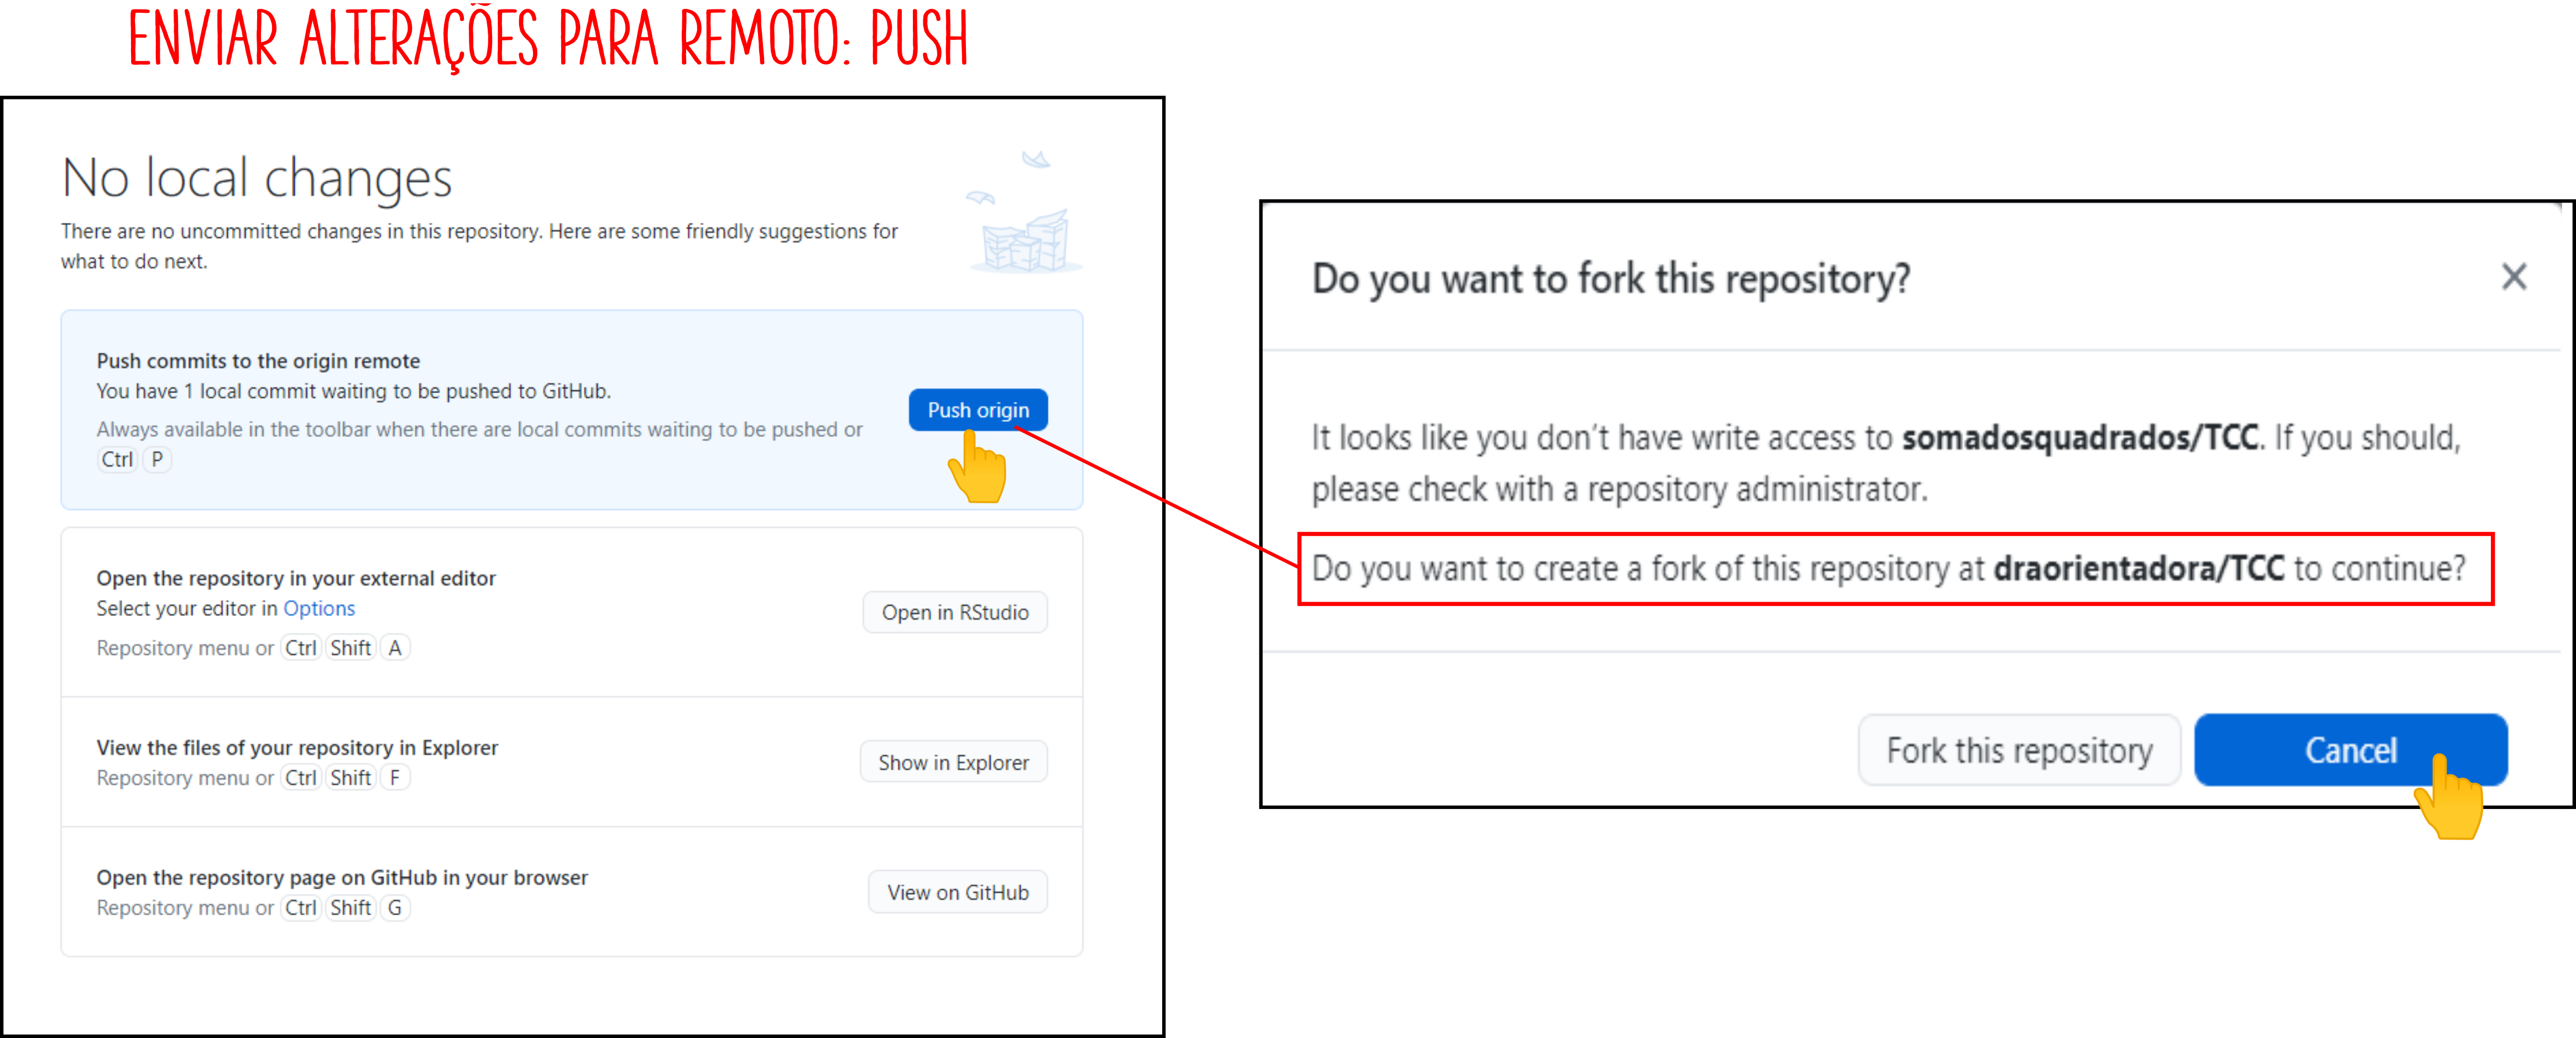 ENVIAR ALTERAÇÕES PARA REMOTO: PUSH
No local changes
There are no uncommitted changes in this repository. Here are some friendly suggestions for
what to do next.
Push commits to the origin remote
You have 1 local commit waiting to be pushed to GitHub.
Always available in the toolbar when there are local commits waiting to be pushed or
Ctrl P
Push origin
Open the repository in your external editor
Select your editor in Options
Repository menu or Ctrl Shift A
Open in RStudio
View the files of your repository in Explorer
Repository menu or Ctrl Shift F
Show in Explorer
Open the repository page on GitHub in your browser
Repository menu or Ctrl Shift G
View on GitHub
Do you want to fork this repository?
It looks like you don't have write access to somadosquadrados/TCC. If you should,
please check with a repository administrator.
Do you want to create a fork of this repository at draorientadora/TCC to continue?
Fork this repository
Cancel